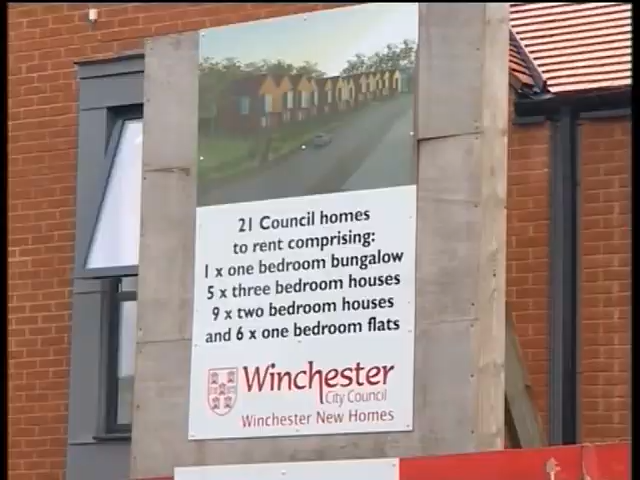 21 Council homes
to rent comprising:
1 x one bedroom bungalow
5 x three bedroom houses
9 x two bedroom houses
and 6 x one bedroom flats
Winchester
City Council
Winchester New Homes